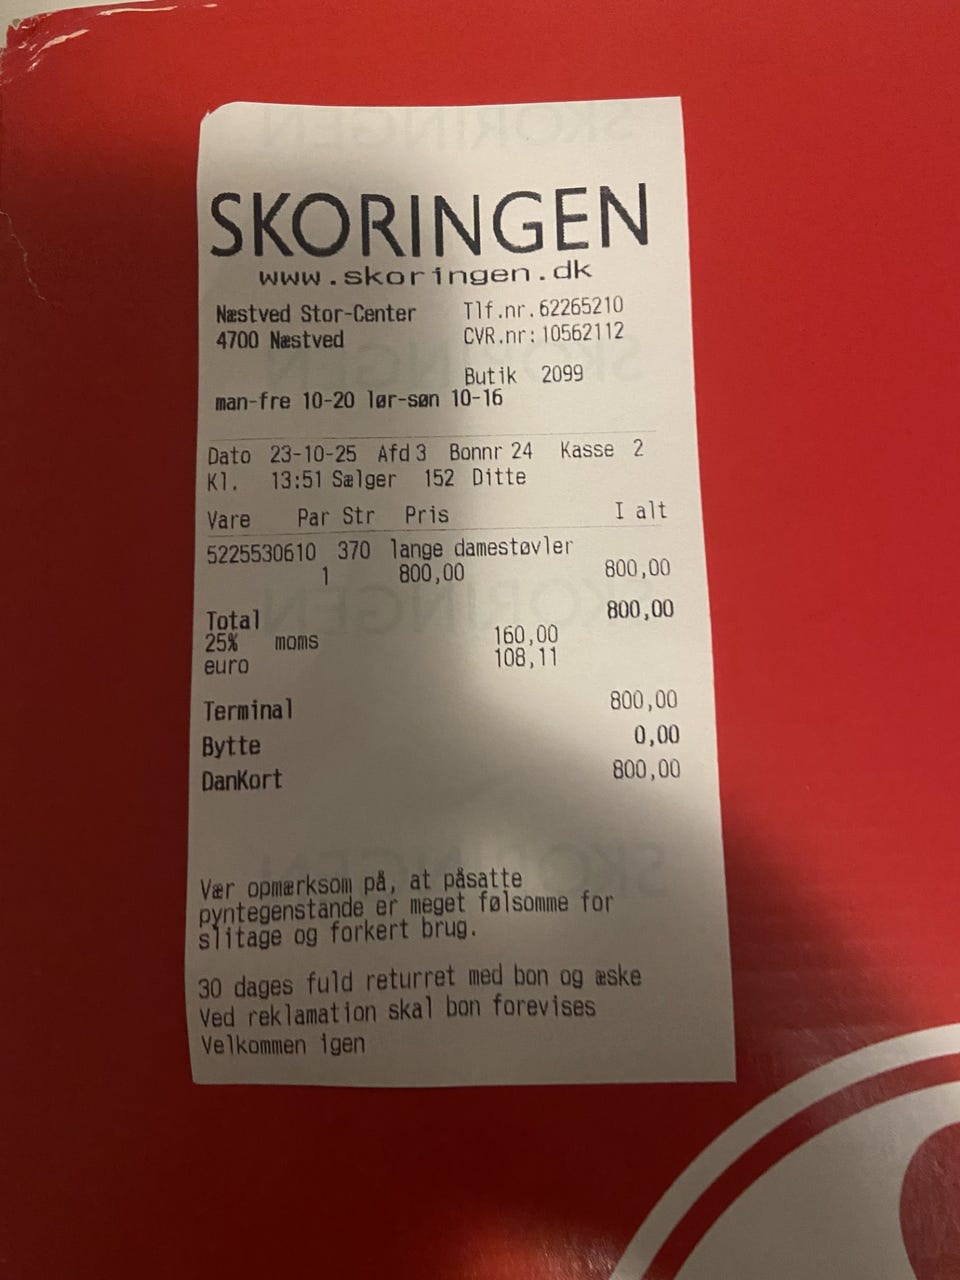 SKORINGEN
www.skoringen.dk
Næstved Stor-Center Tlf.nr.62265210
4700 Næstved CVR.nr:10562112
Butik 2099
man-fre 10-20 lør-søn 10-16
Dato 23-10-25 Afd 3 Bonnr 24 Kasse 2
Kl. 13:51 Sælger 152 Ditte
Vare Par Str Pris I alt
5225530610 370 lange damestøvler
1 800,00 800,00
Total 800,00
25% moms 160,00
euro 108,11
Terminal 800,00
Bytte 0,00
DanKort 800,00
Vær opmærksom på, at påsatte
pyntegenstande er meget følsomme for
slitage og forkert brug.
30 dages fuld returret med bon og æske
Ved reklamation skal bon forevises
Velkommen igen